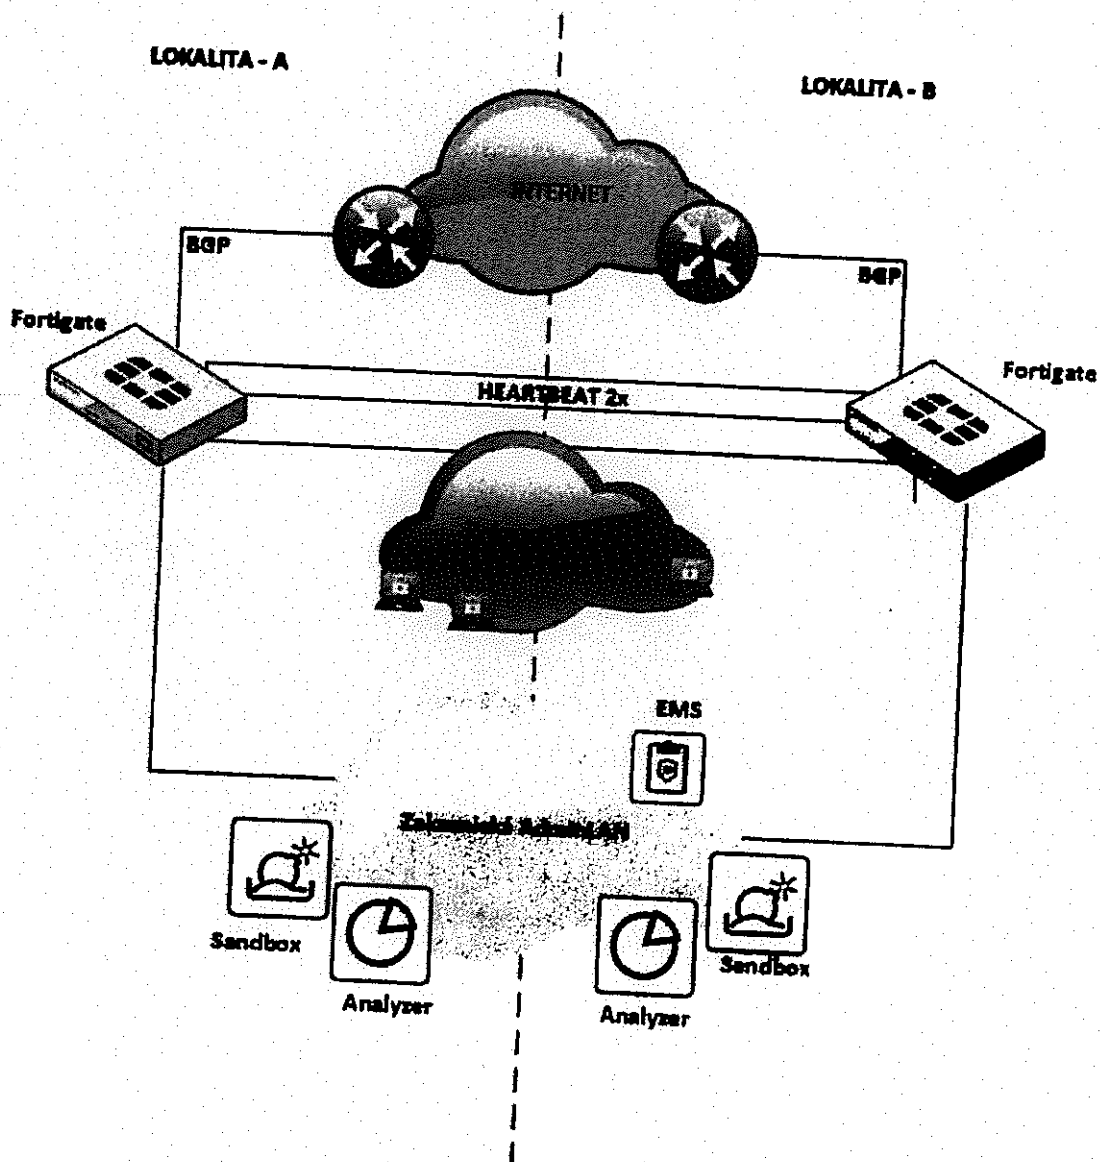 LOKALITA - A
LOKALITA - B
INTERNET
BGP
BGP
Fortigate
Fortigate
HEARTBEAT 2x
EMS
Sandbox
Sandbox
Analyzer
Analyzer